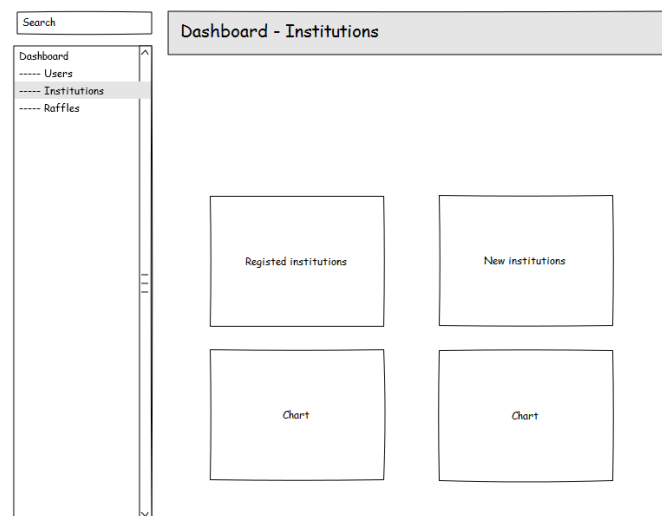 Search
Dashboard
----- Users
----- Institutions
----- Raffles
Dashboard - Institutions
Registed institutions
New institutions
Chart
Chart